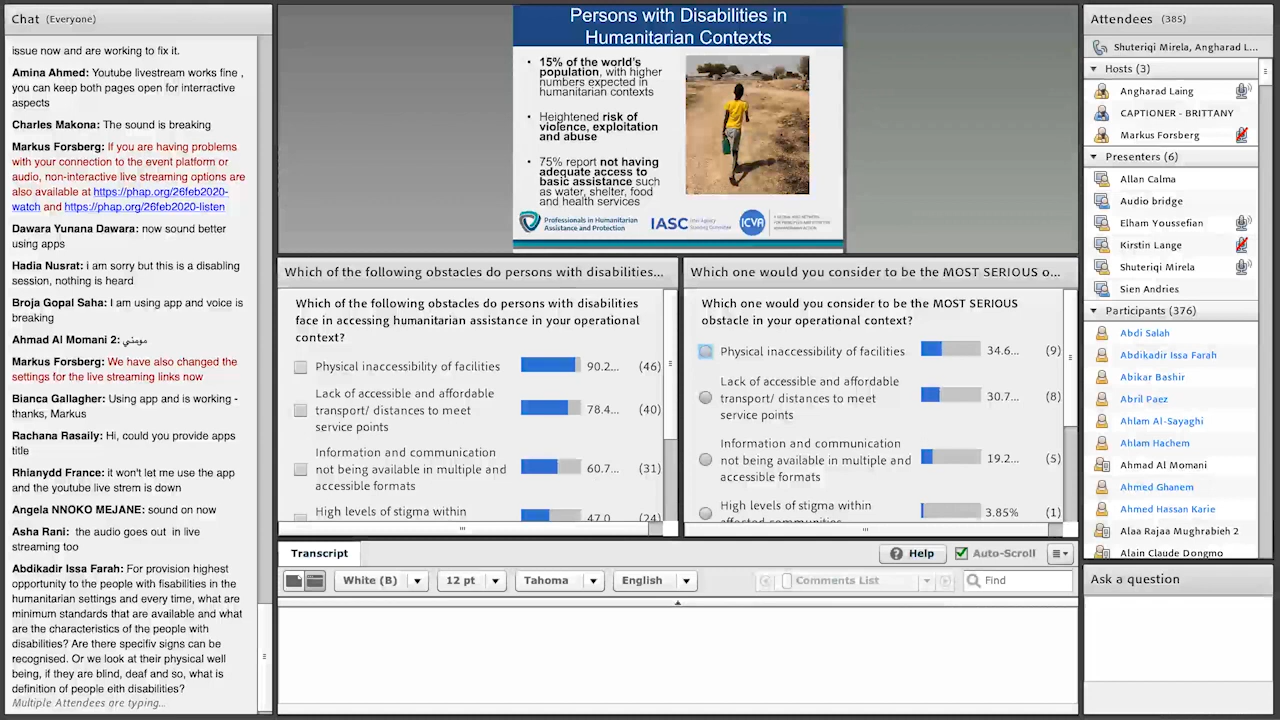 Chat (Everyone)
issue now and are working to fix it.
Amina Ahmed: Youtube livestream works fine ,
you can keep both pages open for interractive
aspects
Charles Makona: The sound is breaking
Markus Forsberg: If you are having problems
with your connection to the event platform or
audio, non-interactive live streaming options are
also available at https://phap.org/26feb2020-
watch and https://phap.org/26feb2020-listen
Dawara Yunana Dawara: now sound better
using apps
Hadia Nusrat: i am sorry but this is a disabling
session, nothing is heard
Broja Gopal Saha: I am using app and voice is
breaking
Ahmad Al Momani 2: مومني
Markus Forsberg: We have also changed the
settings for the live streaming links now
Bianca Gallagher: Using app and is working -
thanks, Markus
Rachana Rasaily: Hi, could you provide apps
title
Rhianydd France: it won't let me use the app
and the youtube live strem is down
Angela NNOKO MEJANE: sound on now
Asha Rani:  the audio goes out  in live
streaming too
Abdikadir Issa Farah: For provision highest
opportunity to the people with fisabilities in the
humanitarian settings and every time, what are
minimum standards that are available and what
are the characteristics of the people with
disabilities? Are there specifiv signs can be
recognised. Or we look at their physical well
being, if they are blind, deaf and so, what is
definition of people eith disabilities?
Multiple Attendees are typing...
Persons with Disabilities in
Humanitarian Contexts
• 15% of the world's
population, with higher
numbers expected in
humanitarian contexts
• Heightened risk of
violence, exploitation
and abuse
• 75% report not having
adequate access to
basic assistance such
as water, shelter, food
and health services
Professionals in Humanitarian
Assistance and Protection
IASC Inter-Agency
Standing Committee
ICVA
Which of the following obstacles do persons with disabilities...
Which of the following obstacles do persons with disabilities
face in accessing humanitarian assistance in your operational
context?
Physical inaccessibility of facilities 90.2... (46)
Lack of accessible and affordable
transport/ distances to meet 78.4... (40)
service points
Information and communication
not being available in multiple and 60.7... (31)
accessible formats
High levels of stigma within 47.0 (24)
Which one would you consider to be the MOST SERIOUS o...
Which one would you consider to be the MOST SERIOUS
obstacle in your operational context?
Physical inaccessibility of facilities 34.6... (9)
Lack of accessible and affordable
transport/ distances to meet 30.7... (8)
service points
Information and communication
not being available in multiple and 19.2... (5)
accessible formats
High levels of stigma within 3.85% (1)
affected communities
Transcript
Help
Auto-Scroll
White (B)
12 pt
Tahoma
English
Comments List
Find
Attendees (385)
Shuteriqi Mirela, Angharad L...
Hosts (3)
Angharad Laing
CAPTIONER - BRITTANY
Markus Forsberg
Presenters (6)
Allan Calma
Audio bridge
Elham Youssefian
Kirstin Lange
Shuteriqi Mirela
Sien Andries
Participants (376)
Abdi Salah
Abdikadir Issa Farah
Abikar Bashir
Abril Paez
Ahlam Al-Sayaghi
Ahlam Hachem
Ahmad Al Momani
Ahmed Ghanem
Ahmed Hassan Karie
Alaa Rajaa Mughrabieh 2
Alain Claude Dongmo
Ask a question